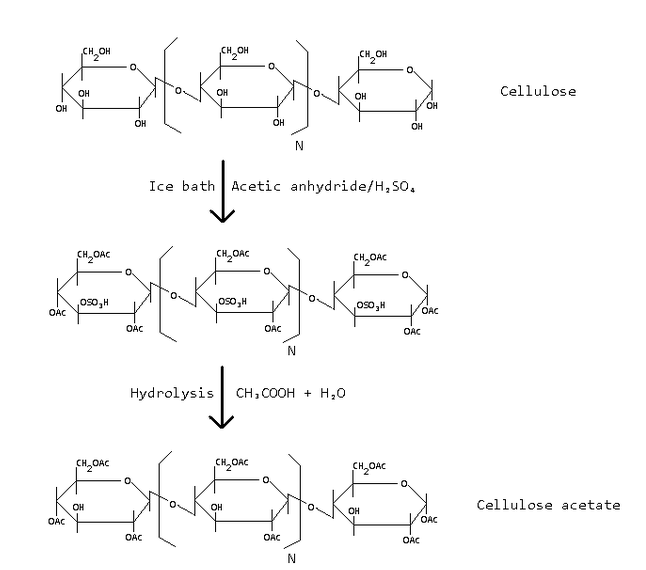 CH₂OH CH₂OH CH₂OH
O O O
OH OH OH OH O O OH Cellulose
OH OH OH
N
Ice bath Acetic anhydride/H₂SO₄
CH₂OAc CH₂OAc CH₂OAc
O O O
OSO₃H O OSO₃H O OSO₃H
OAc OAc
OAc OAc OAc
N
Hydrolysis CH₃COOH + H₂O
CH₂OAc CH₂OAc CH₂OAc
O O O
OH O OH O OH Cellulose acetate
OAc OAc
OAc OAc OAc
N